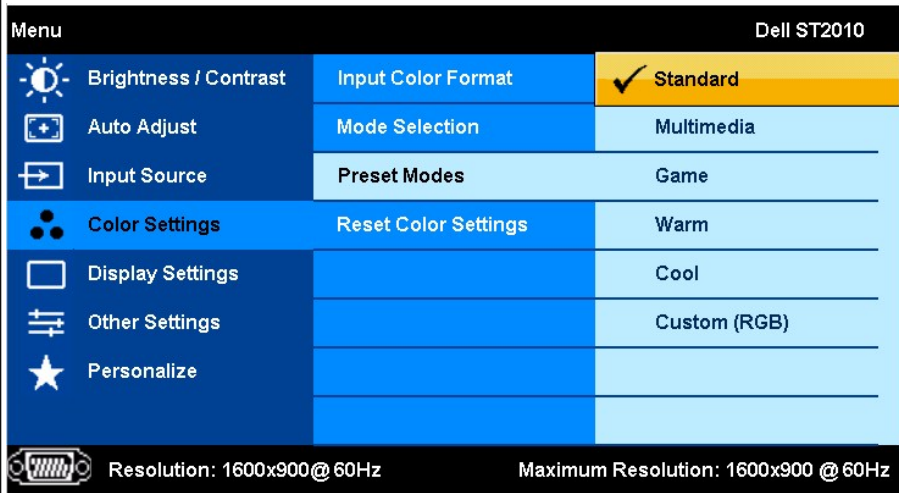 Menu Dell ST2010
Brightness / Contrast Input Color Format Standard
Auto Adjust Mode Selection Multimedia
Input Source Preset Modes Game
Color Settings Reset Color Settings Warm
Display Settings Cool
Other Settings Custom (RGB)
Personalize
Resolution: 1600x900@60Hz Maximum Resolution: 1600x900 @60Hz